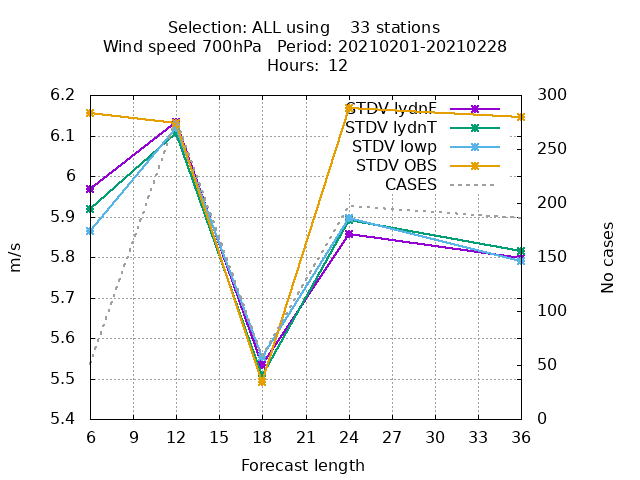 Selection: ALL using    33 stations
Wind speed 700hPa   Period: 20210201-20210228
Hours: 12
6.2
6.1
6
5.9
5.8
5.7
5.6
5.5
5.4
m/s
300
250
200
150
100
50
0
No cases
STDV lydnF
STDV lydnT
STDV lowp
STDV OBS
CASES
6 12 18 21 24 27 30 33 36
9
15
Forecast length